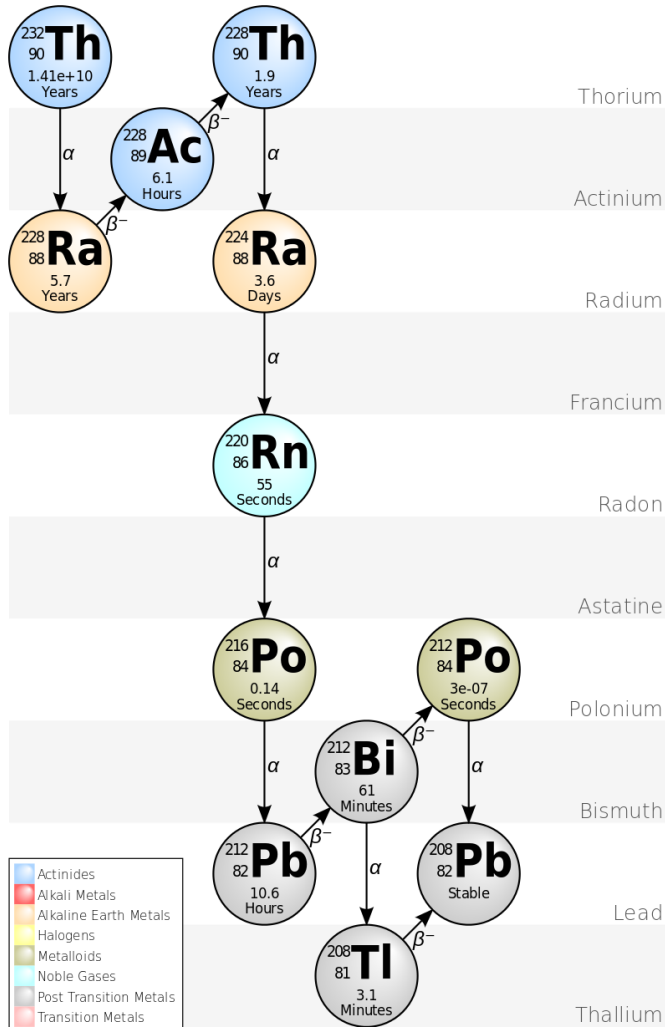 232
90
Th
1.41e+10
Years
228
90
Th
1.9
Years
Thorium
β⁻
α
228
89
Ac
6.1
Hours
α
Actinium
β⁻
228
88
Ra
5.7
Years
224
88
Ra
3.6
Days
Radium
α
Francium
220
86
Rn
55
Seconds
Radon
α
Astatine
216
84
Po
0.14
Seconds
212
84
Po
3e-07
Seconds
Polonium
β⁻
α
212
83
Bi
61
Minutes
α
Bismuth
β⁻
212
82
Pb
10.6
Hours
α
208
82
Pb
Stable
Lead
β⁻
208
81
Tl
3.1
Minutes
Thallium
Actinides
Alkali Metals
Alkaline Earth Metals
Halogens
Metalloids
Noble Gases
Post Transition Metals
Transition Metals